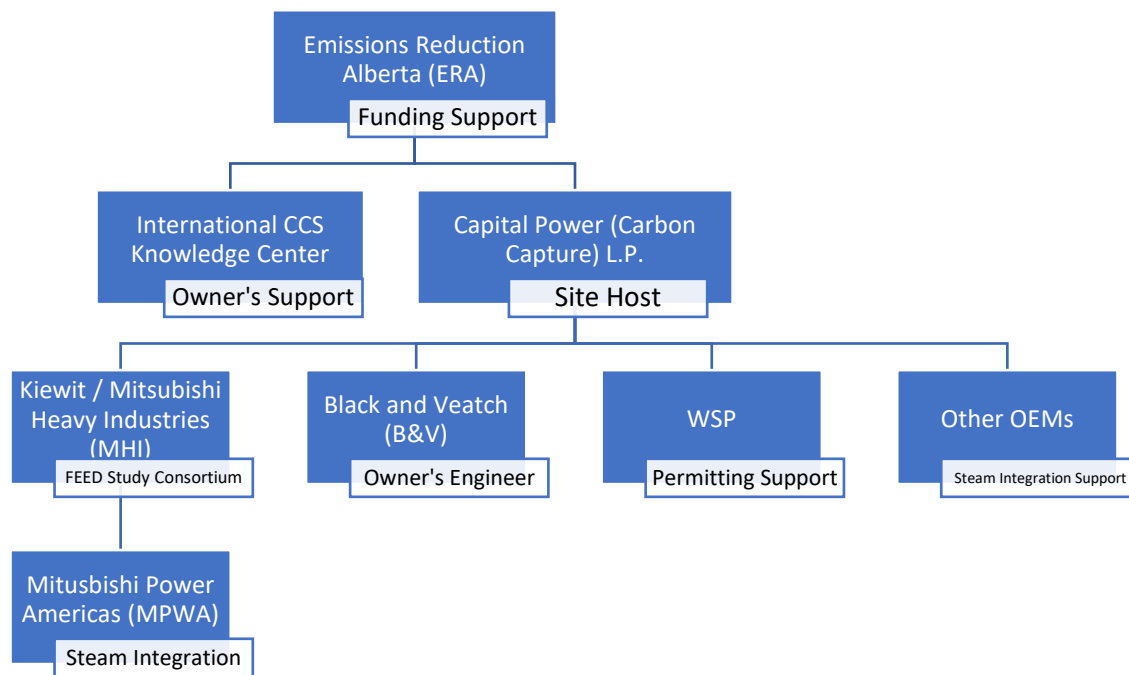 Emissions Reduction
Alberta (ERA)
Funding Support
International CCS
Knowledge Center
Owner's Support
Capital Power (Carbon
Capture) L.P.
Site Host
Kiewit / Mitsubishi
Heavy Industries
(MHI)
FEED Study Consortium
Black and Veatch
(B&V)
Owner's Engineer
WSP
Permitting Support
Other OEMs
Steam Integration Support
Mitusbishi Power
Americas (MPWA)
Steam Integration